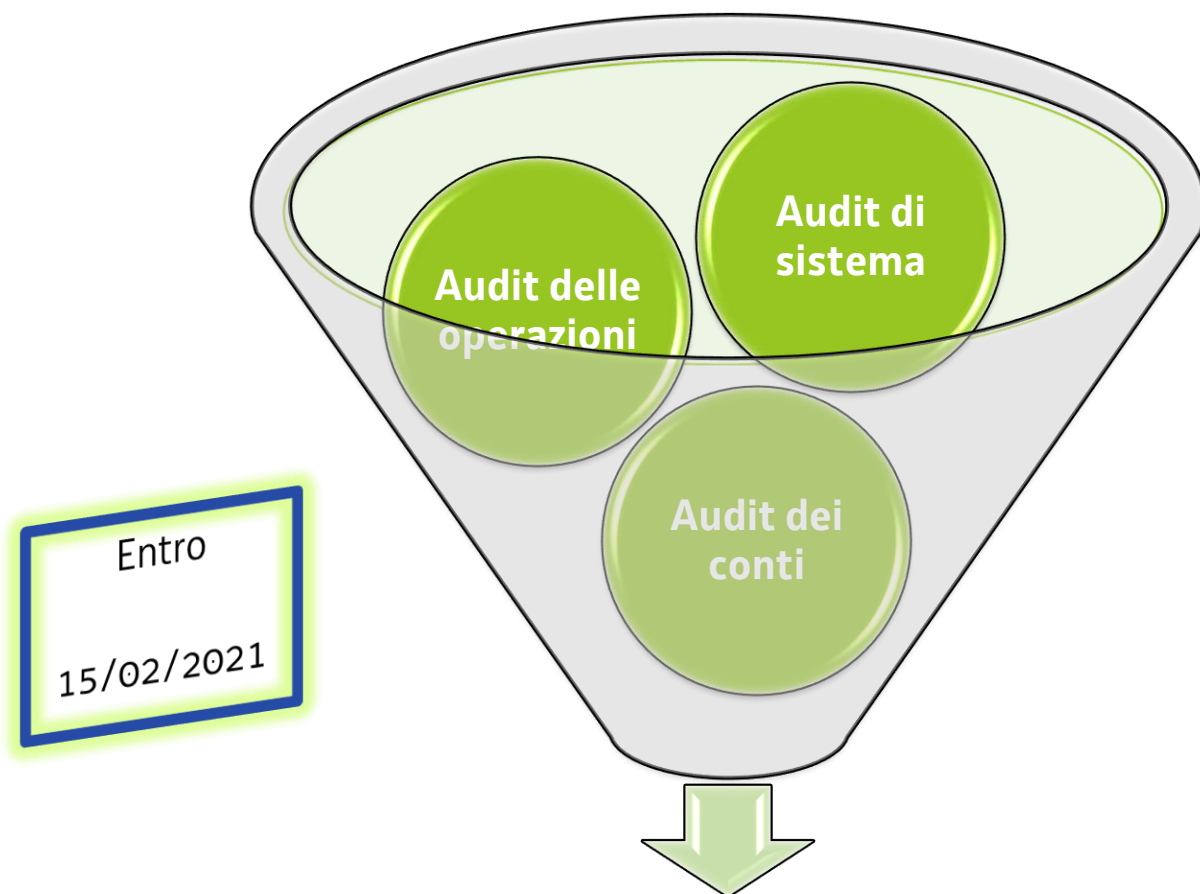 Audit di
sistema
Audit delle
operazioni
Audit dei
conti
Entro
15/02/2021